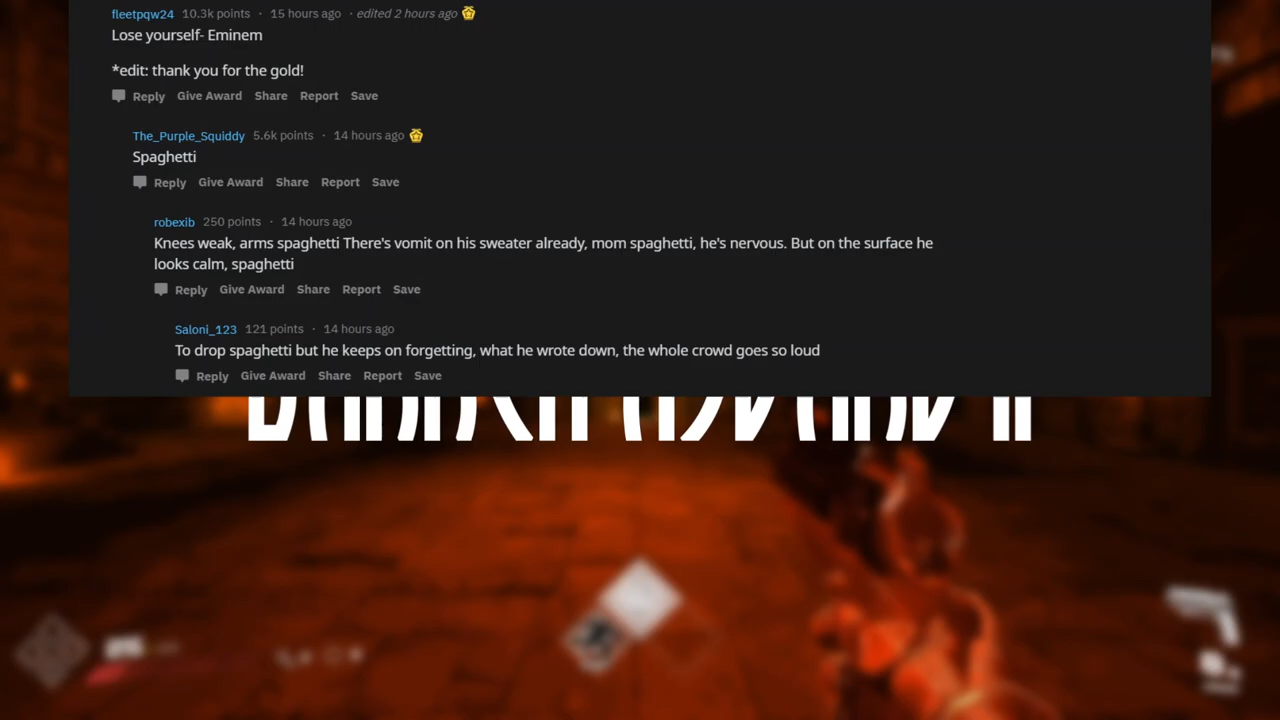 fleetpqw24 10.3k points · 15 hours ago · edited 2 hours ago
Lose yourself- Eminem
*edit: thank you for the gold!
Reply Give Award Share Report Save
The_Purple_Squiddy 5.6k points · 14 hours ago
Spaghetti
Reply Give Award Share Report Save
robexib 250 points · 14 hours ago
Knees weak, arms spaghetti There's vomit on his sweater already, mom spaghetti, he's nervous. But on the surface he
looks calm, spaghetti
Reply Give Award Share Report Save
Saloni_123 121 points · 14 hours ago
To drop spaghetti but he keeps on forgetting, what he wrote down, the whole crowd goes so loud
Reply Give Award Share Report Save